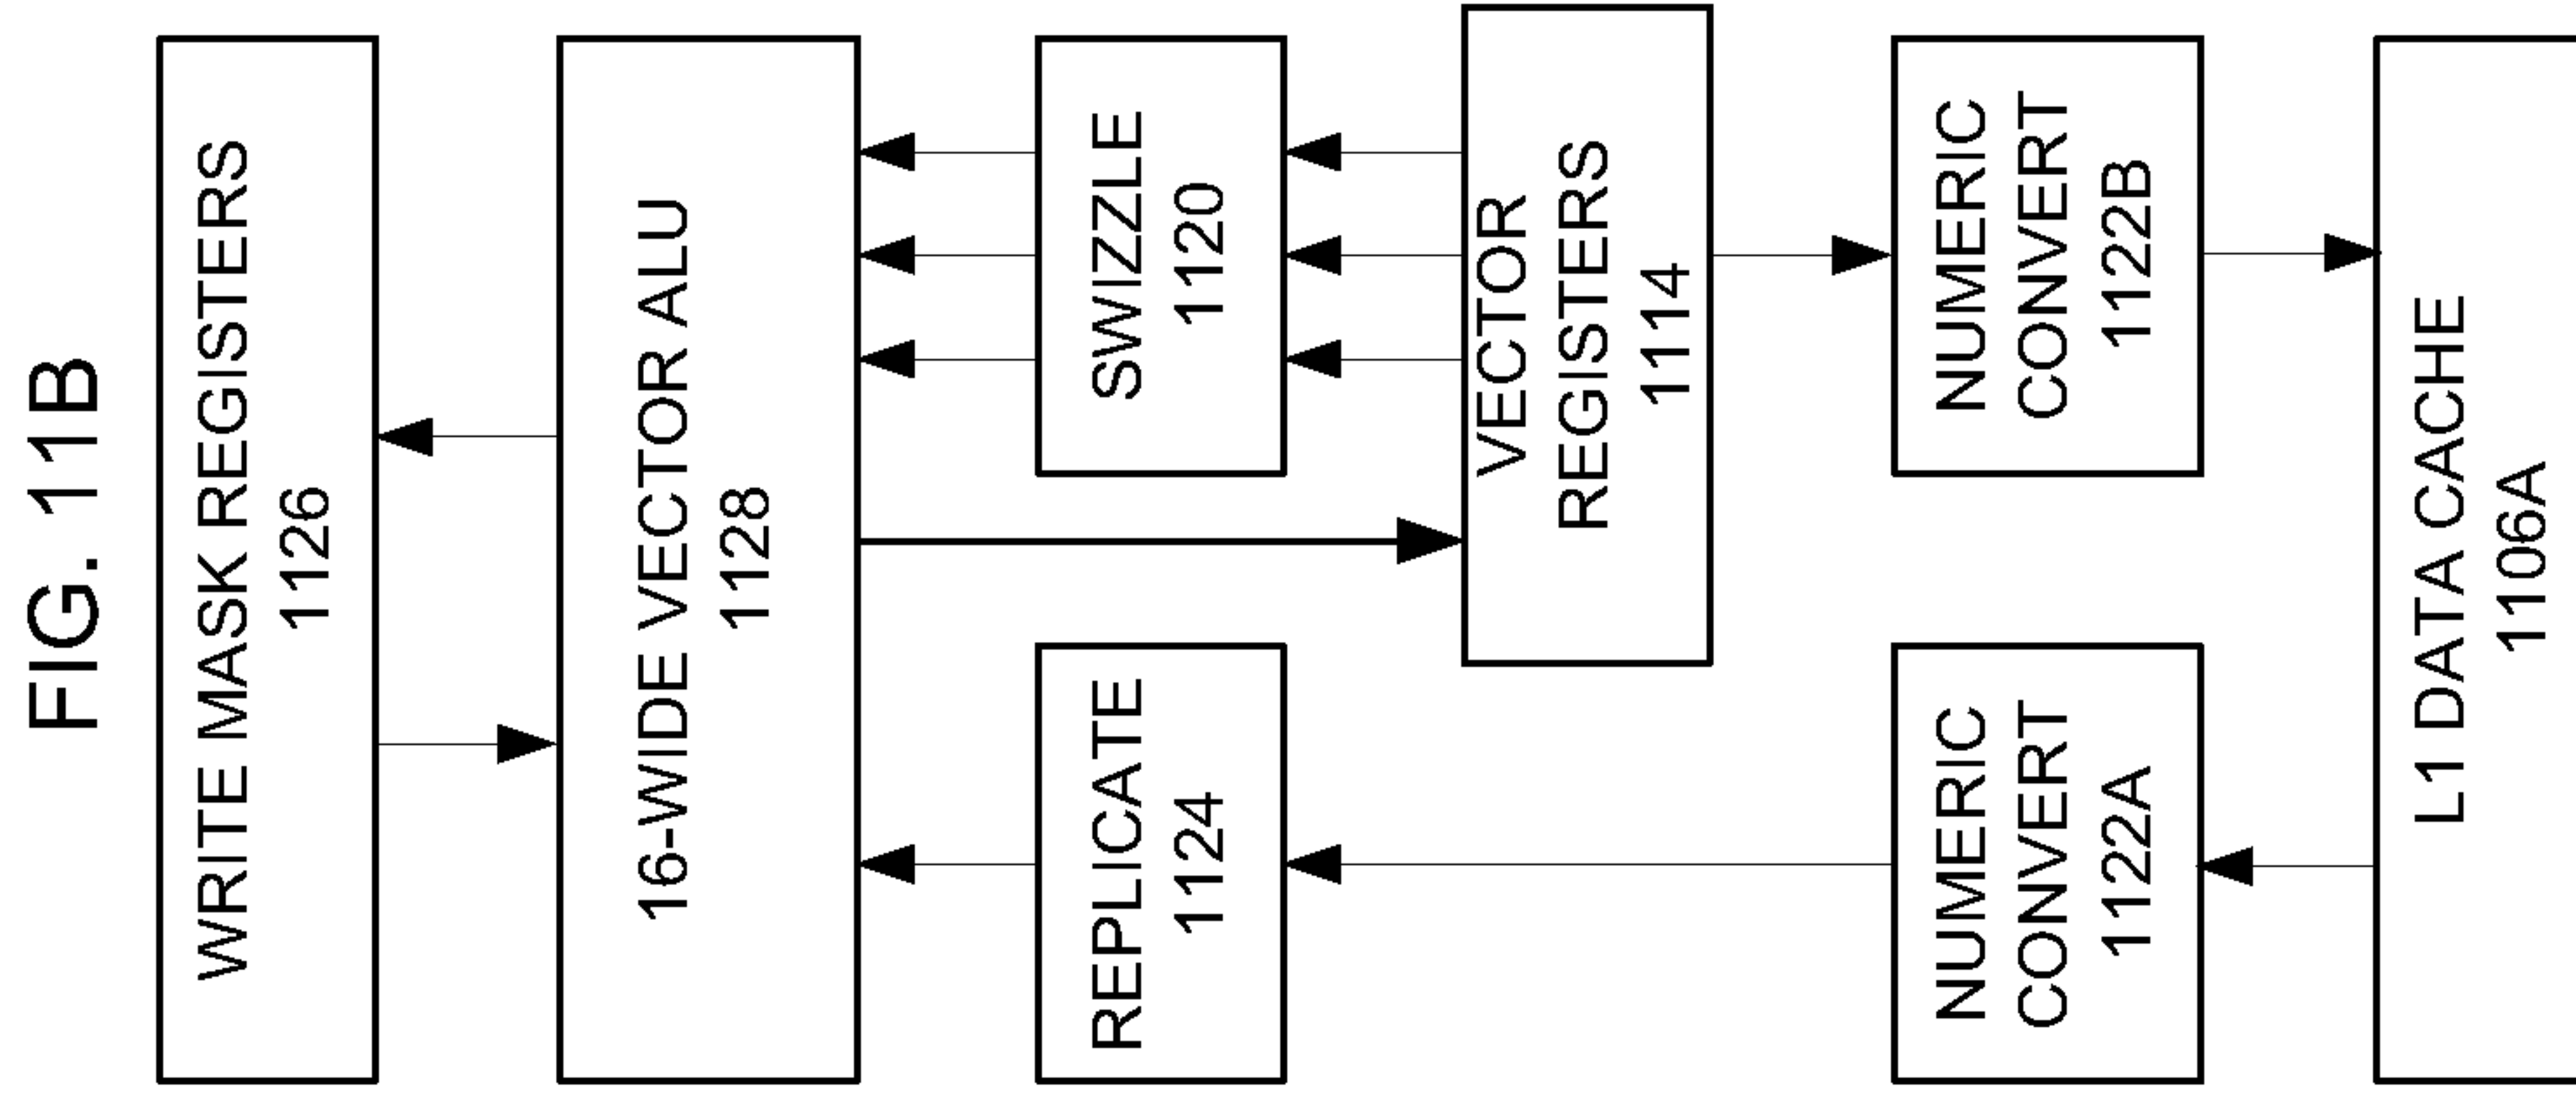 FIG. 11B
WRITE MASK REGISTERS
1126
16-WIDE VECTOR ALU
1128
REPLICATE
1124
SWIZZLE
1120
VECTOR
REGISTERS
1114
NUMERIC
CONVERT
1122A
NUMERIC
CONVERT
1122B
L1 DATA CACHE
1106A